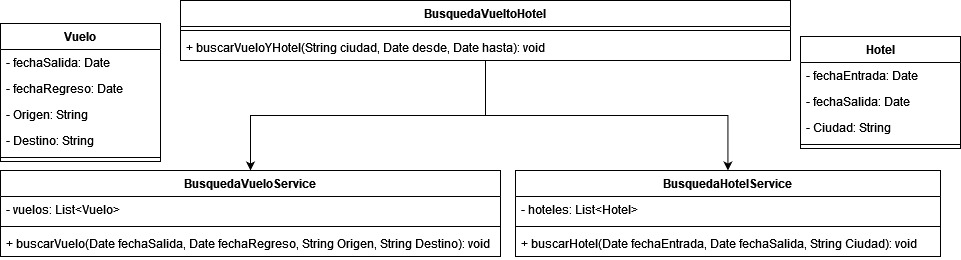 BusquedaVueltoHotel
+ buscarVueloYHotel(String ciudad, Date desde, Date hasta): void
Vuelo
- fechaSalida: Date
- fechaRegreso: Date
- Origen: String
- Destino: String
Hotel
- fechaEntrada: Date
- fechaSalida: Date
- Ciudad: String
BusquedaVueloService
- vuelos: List<Vuelo>
+ buscarVuelo(Date fechaSalida, Date fechaRegreso, String Origen, String Destino): void
BusquedaHotelService
- hoteles: List<Hotel>
+ buscarHotel(Date fechaEntrada, Date fechaSalida, String Ciudad): void